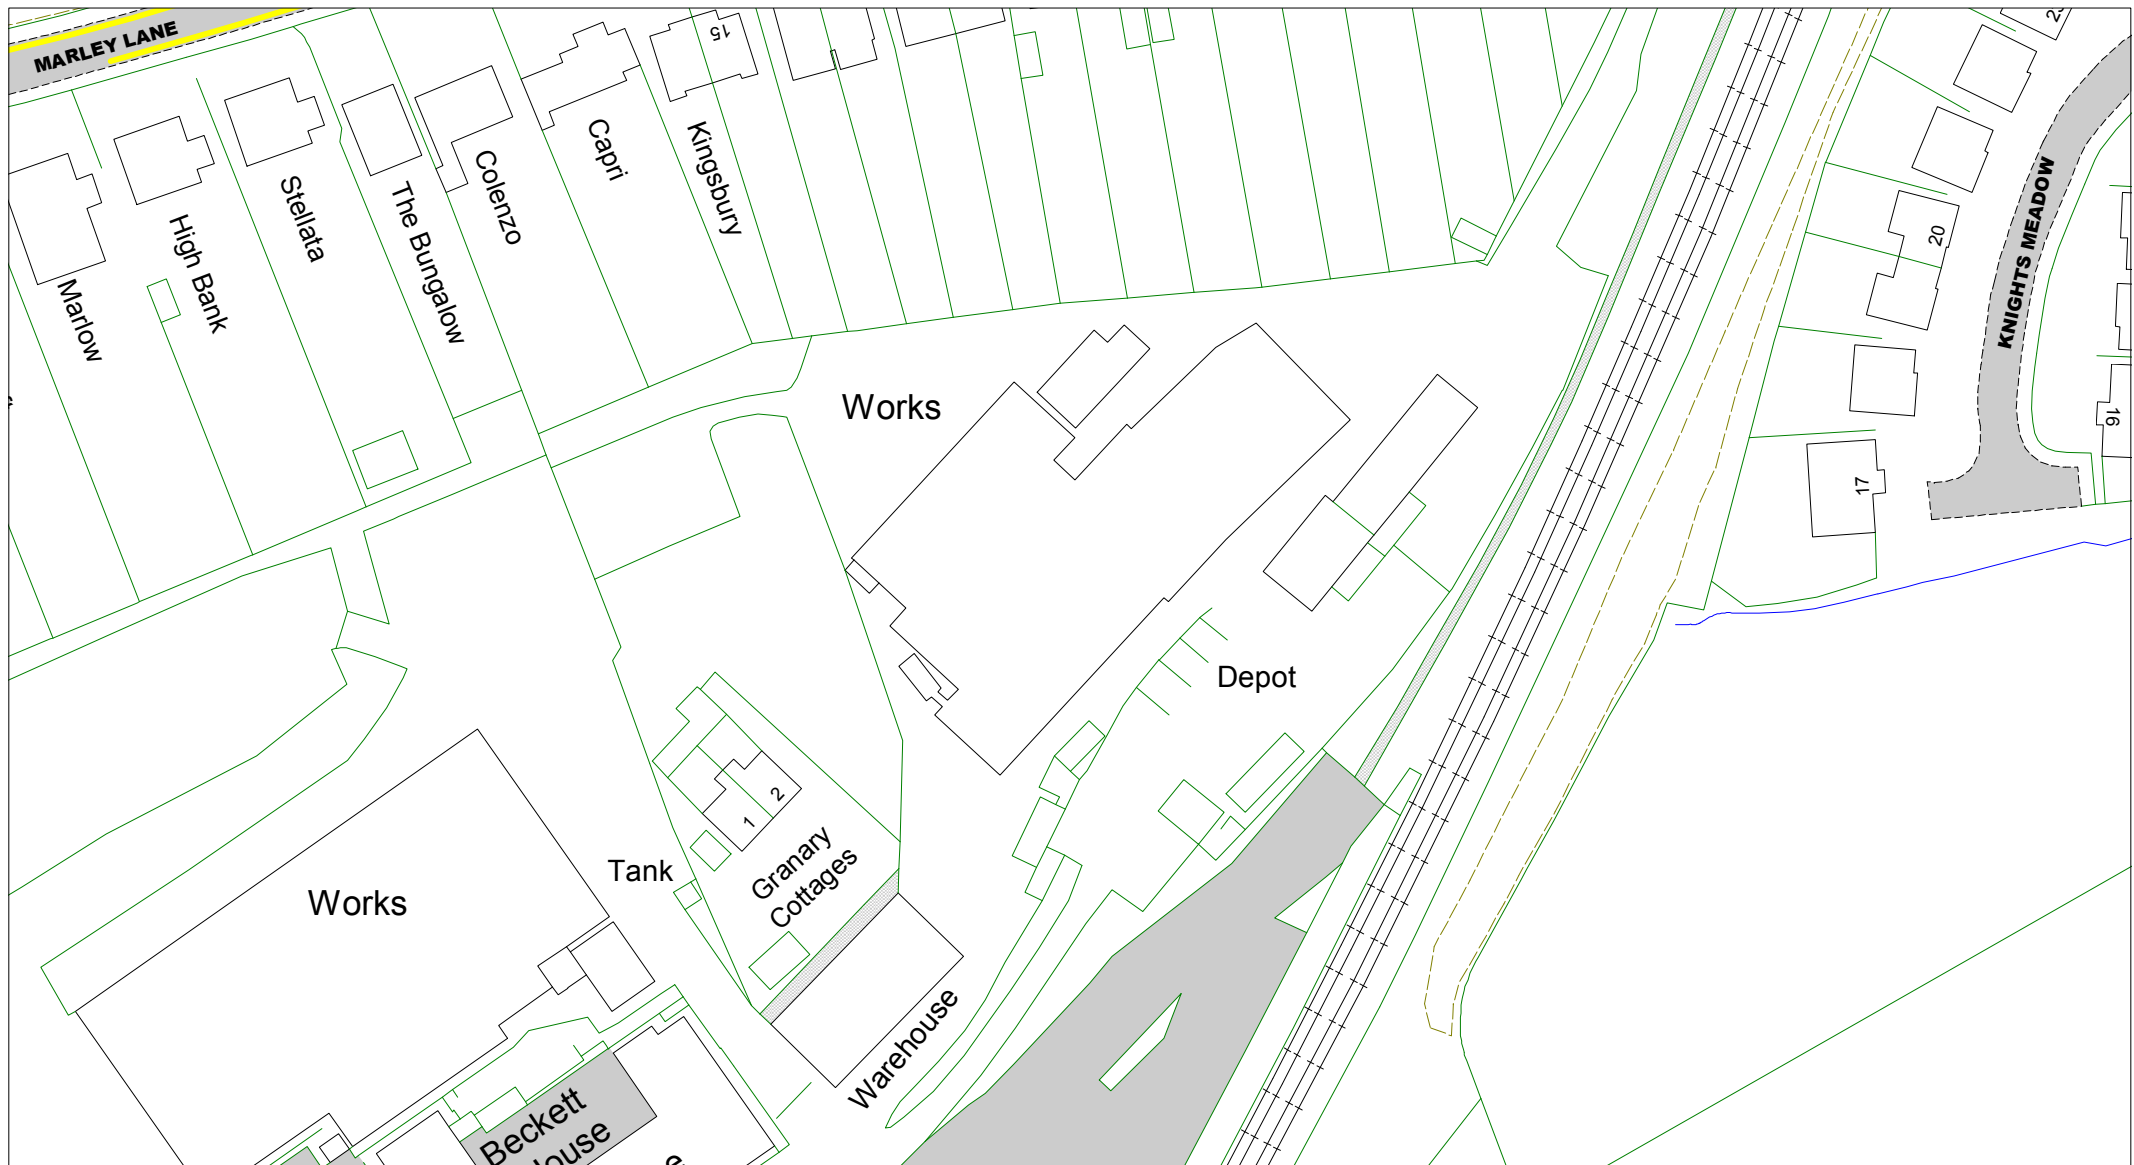 MARLEY LANE
15
20
KNIGHTS MEADOW
Capri
Kingsbury
Colenzo
Stellata
The Bungalow
High Bank
Marlow
16
17
Works
Depot
2
1
Granary
Cottages
Tank
Works
Warehouse
Beckett